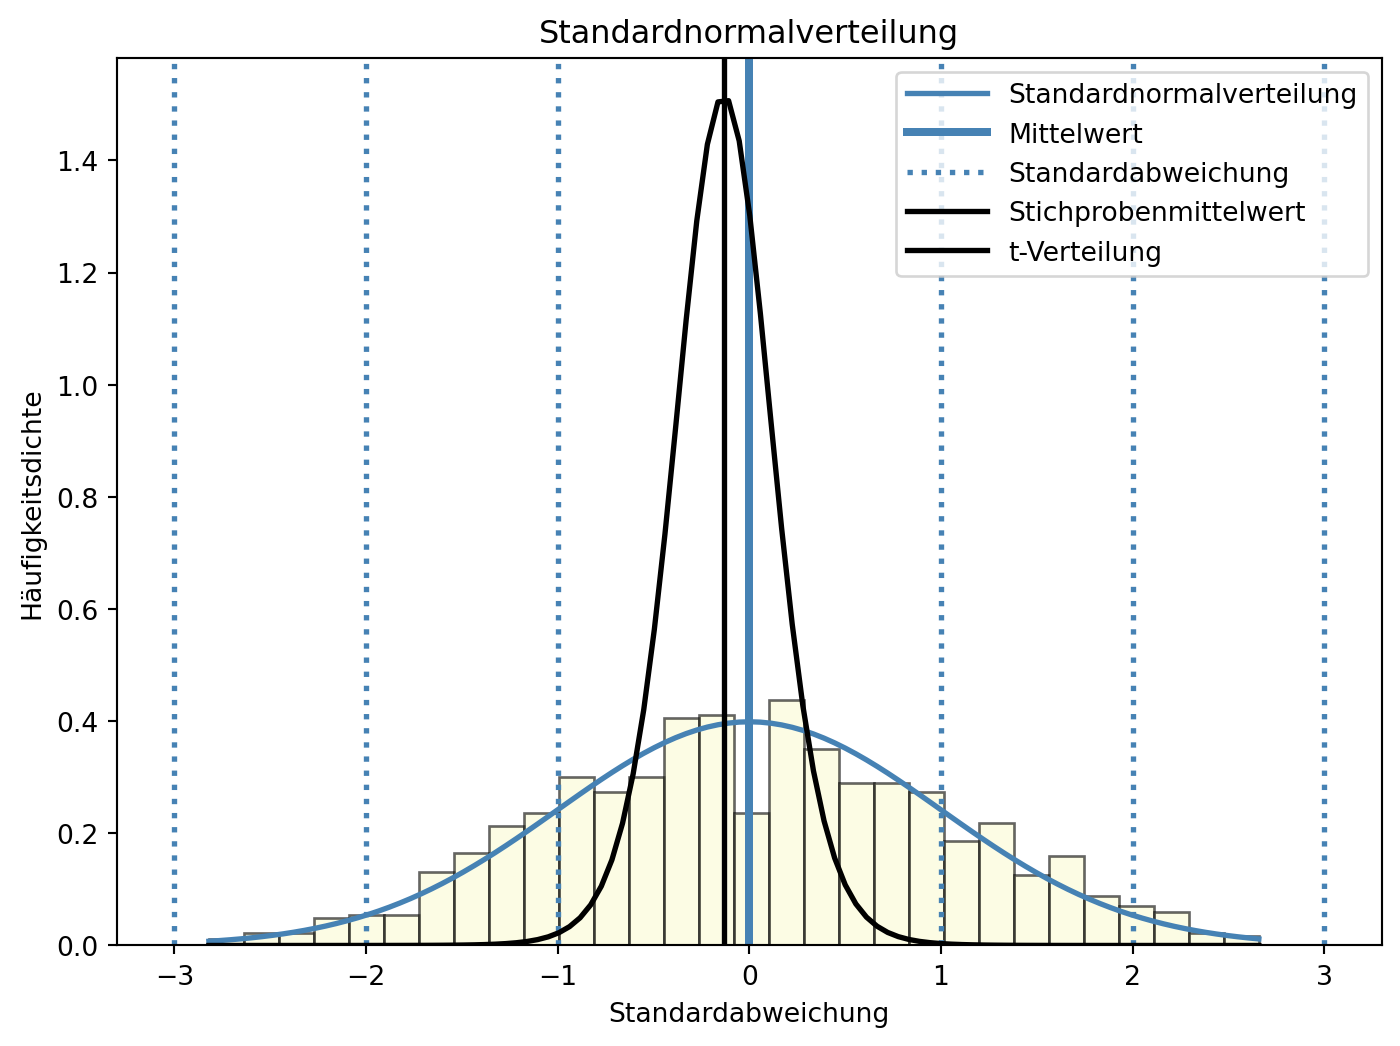 Standardnormalverteilung
Standardnormalverteilung
Mittelwert
Standardabweichung
Stichprobenmittelwert
t-Verteilung
Häufigkeitsdichte
1.4
1.2
1.0
0.8
0.6
0.4
0.2
0.0
−3 −2 −1 0 1 2 3
Standardabweichung